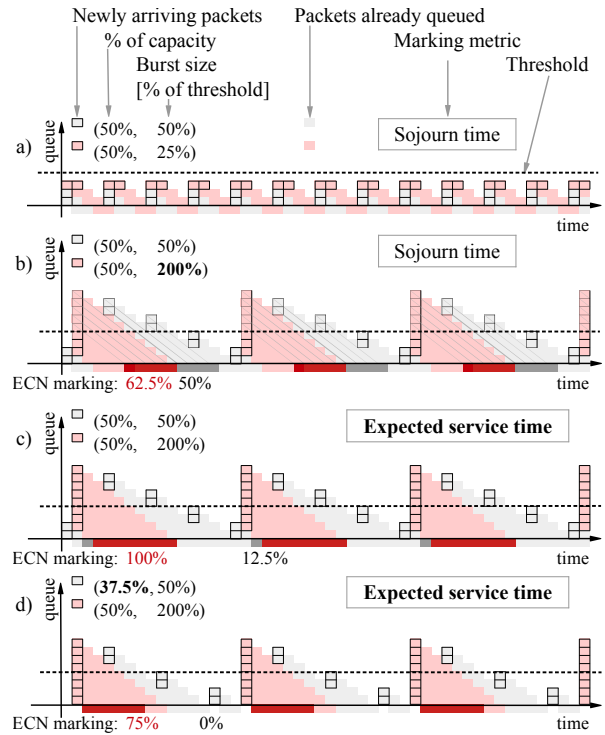 Newly arriving packets
Packets already queued
% of capacity
Marking metric
Burst size
[% of threshold]
Threshold
a)
queue
(50%, 50%)
(50%, 25%)
Sojourn time
time
b)
queue
(50%, 50%)
(50%, 200%)
Sojourn time
ECN marking: 62.5% 50%
time
c)
queue
(50%, 50%)
(50%, 200%)
Expected service time
ECN marking: 100% 12.5%
time
d)
queue
(37.5%, 50%)
(50%, 200%)
Expected service time
ECN marking: 75% 0%
time